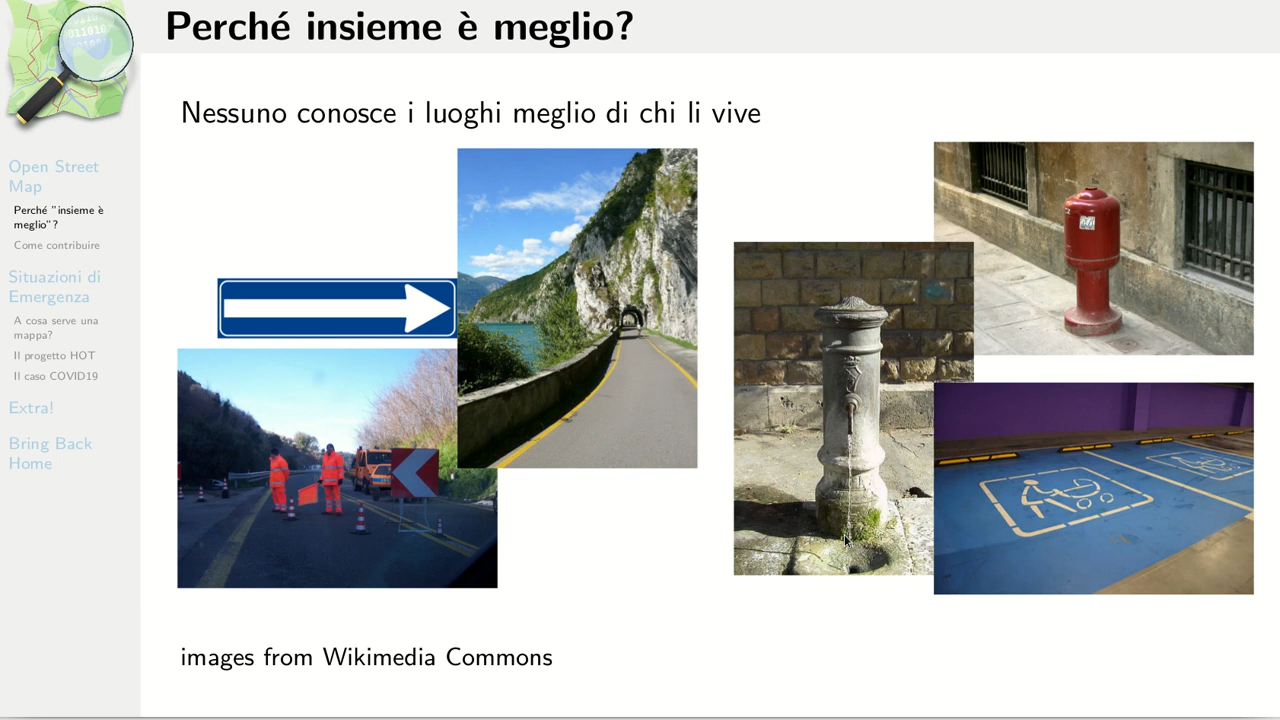 Perché insieme è meglio?
Nessuno conosce i luoghi meglio di chi li vive
Open Street
Map
Perché "insieme è
meglio"?
Come contribuire
Situazioni di
Emergenza
A cosa serve una
mappa?
Il progetto HOT
Il caso COVID19
Extra!
Bring Back
Home
images from Wikimedia Commons